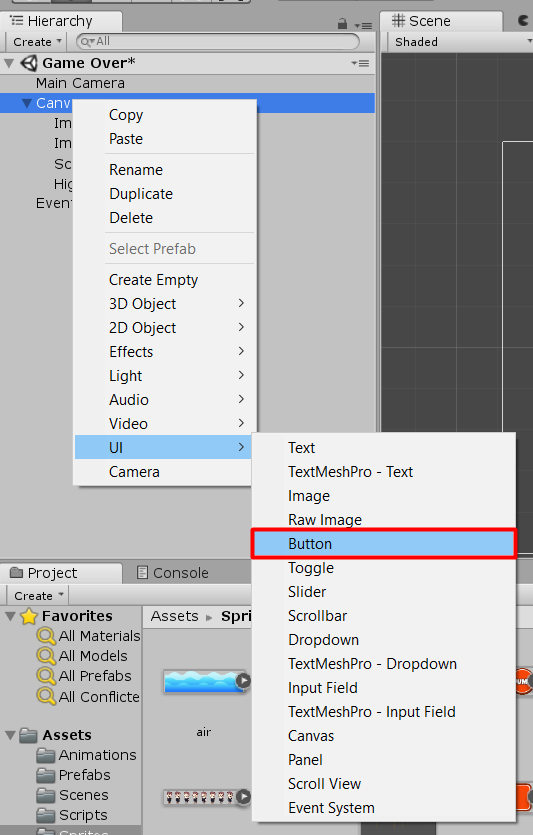 Hierarchy
Scene
Create
All
Shaded
Game Over*
Main Camera
Canv
Im
Im
Sc
Hig
Event
Copy
Paste
Rename
Duplicate
Delete
Select Prefab
Create Empty
3D Object
2D Object
Effects
Light
Audio
Video
UI
Camera
Text
TextMeshPro - Text
Image
Raw Image
Button
Toggle
Slider
Scrollbar
Dropdown
TextMeshPro - Dropdown
Input Field
TextMeshPro - Input Field
Canvas
Panel
Scroll View
Event System
Project
Console
Create
Favorites
All Materials
All Models
All Prefabs
All Conflicte
Assets
Animations
Prefabs
Scenes
Scripts
Sprites
Assets
Spri
air
UM